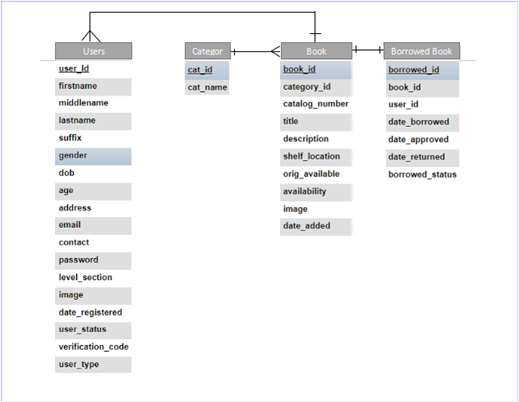 Users
user_Id
firstname
middlename
lastname
suffix
gender
dob
age
address
email
contact
password
level_section
image
date_registered
user_status
verification_code
user_type
Categor
cat_id
cat_name
Book
book_id
category_id
catalog_number
title
description
shelf_location
orig_available
availability
image
date_added
Borrowed Book
borrowed_id
book_id
user_id
date_borrowed
date_approved
date_returned
borrowed_status